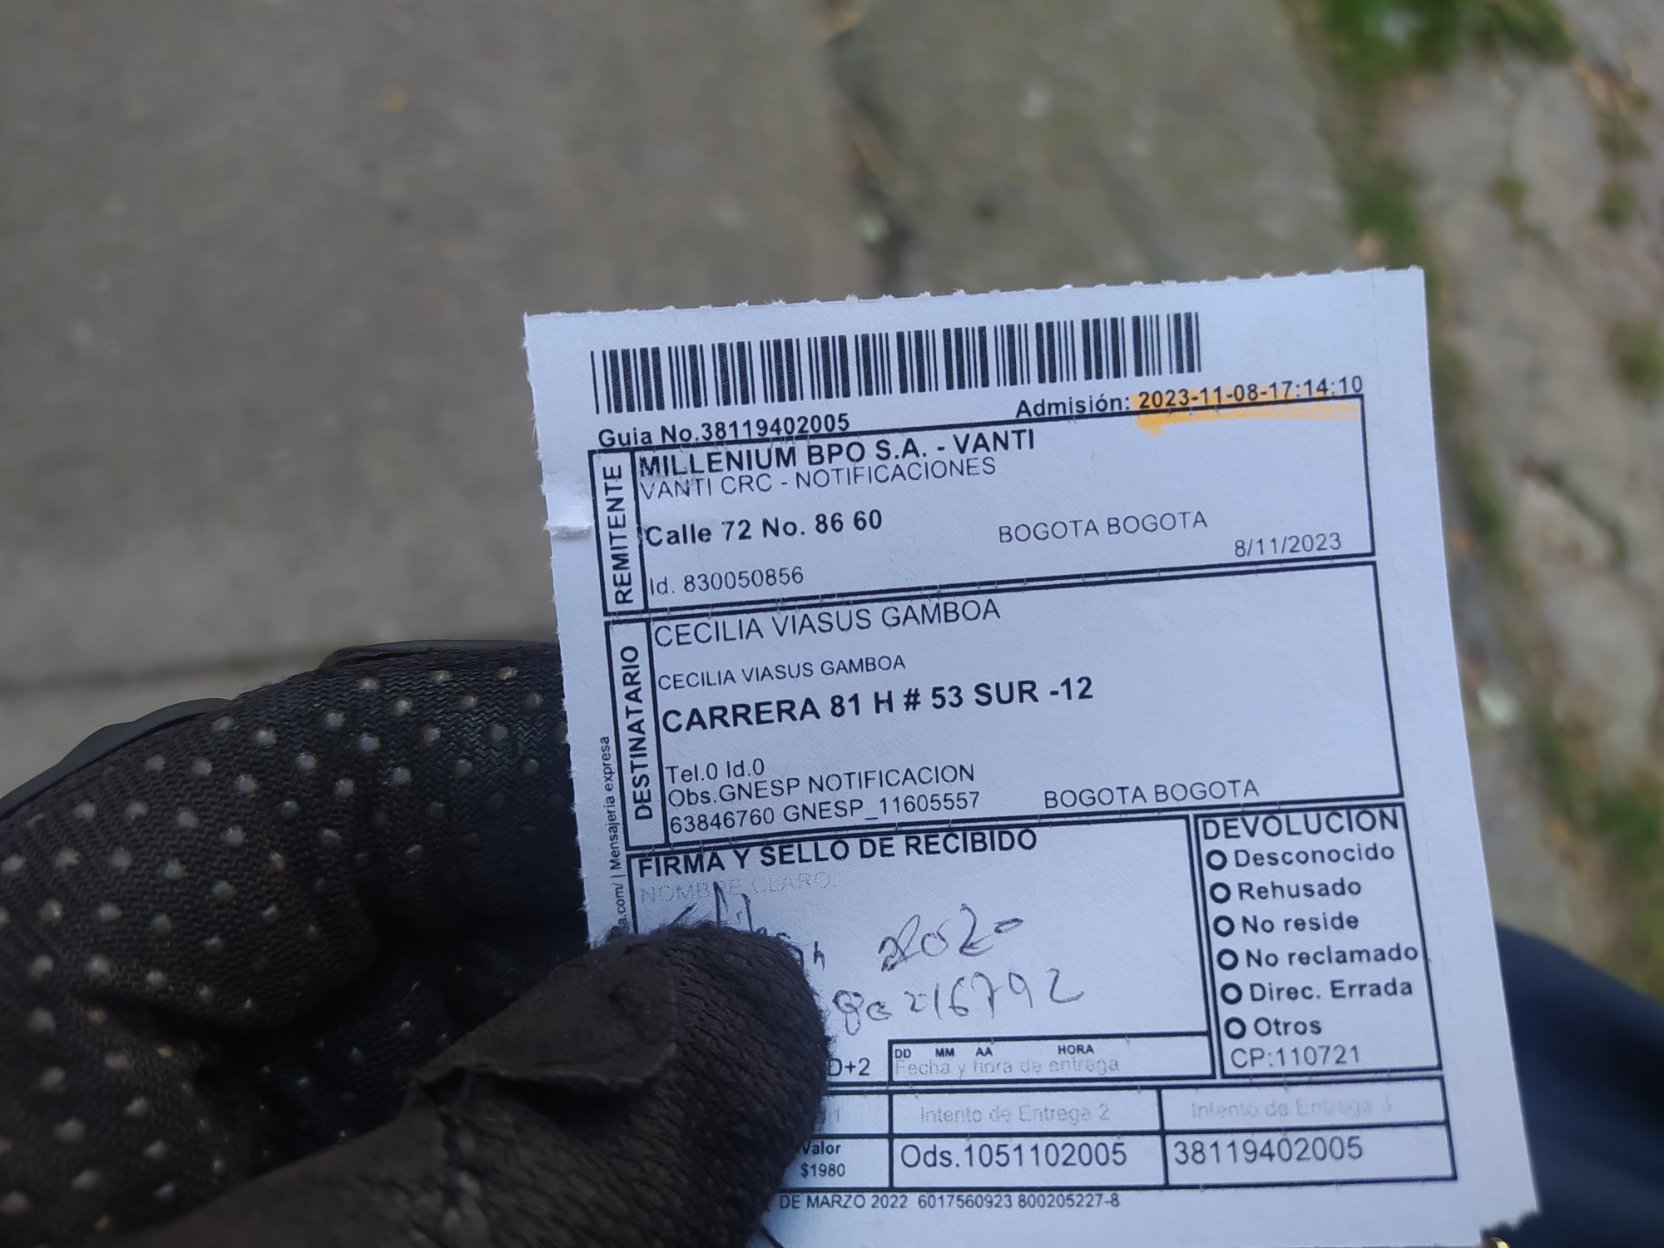 Guia No.38119402005 Admisión: 2023-11-08-17:14:10
REMITENTE
MILLENIUM BPO S.A. - VANTI
VANTI CRC - NOTIFICACIONES
Calle 72 No. 86 60
BOGOTA BOGOTA
8/11/2023
Id. 830050856
DESTINATARIO
CECILIA VIASUS GAMBOA
CECILIA VIASUS GAMBOA
CARRERA 81 H # 53 SUR -12
Tel.0 Id.0
Obs.GNESP NOTIFICACION
63846760 GNESP_11605557 BOGOTA BOGOTA
a.com/ | Mensajería expresa
FIRMA Y SELLO DE RECIBIDO
NOMBRE CLARO:
DEVOLUCION
Desconocido
Rehusado
No reside
No reclamado
Direc. Errada
Otros
CP:110721
D+2
DD MM AA HORA
Fecha y hora de entrega
Intento de Entrega 2
Intento de Entrega 3
Valor
$1980
Ods.1051102005
38119402005
DE MARZO 2022 6017560923 800205227-8